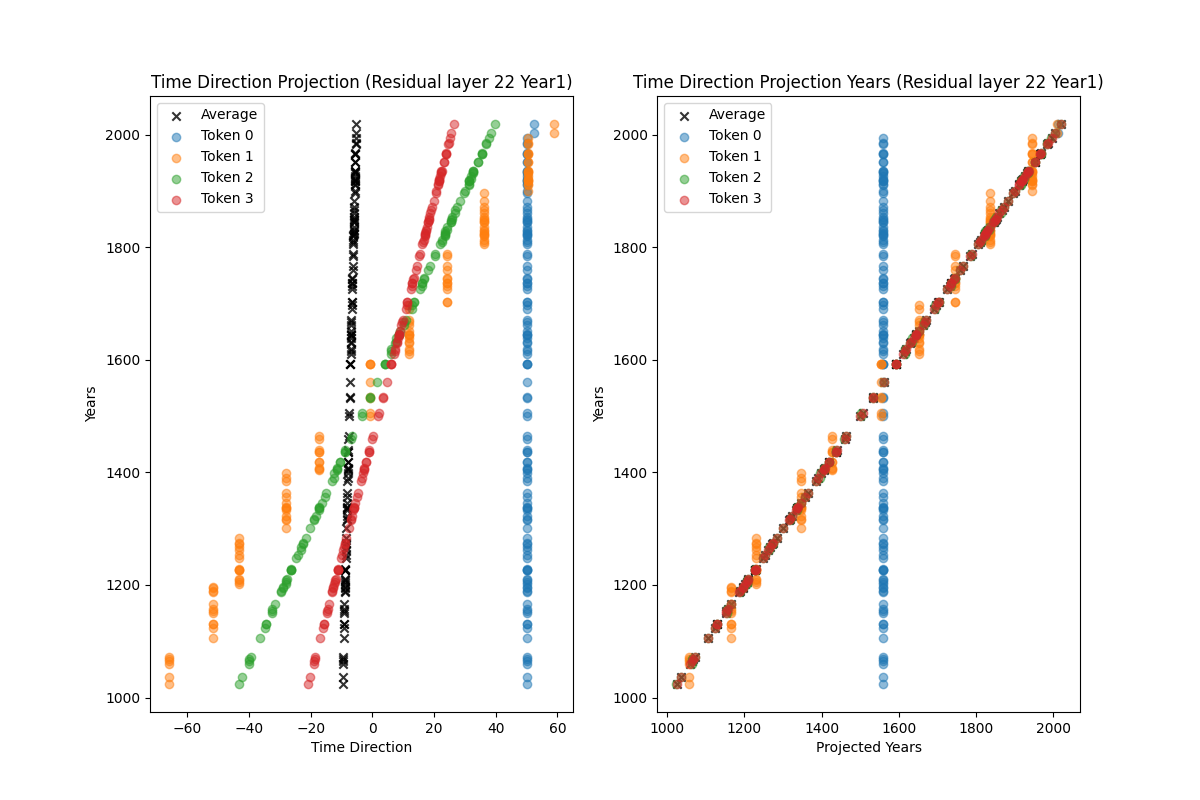 Time Direction Projection (Residual layer 22 Year1)
Average
Token 0
Token 1
Token 2
Token 3
2000
1800
1600
1400
1200
1000
Years
−60
−40
−20
0
20
40
60
Time Direction
Time Direction Projection Years (Residual layer 22 Year1)
Average
Token 0
Token 1
Token 2
Token 3
2000
1800
1600
1400
1200
1000
Years
1000
1200
1400
1600
1800
2000
Projected Years